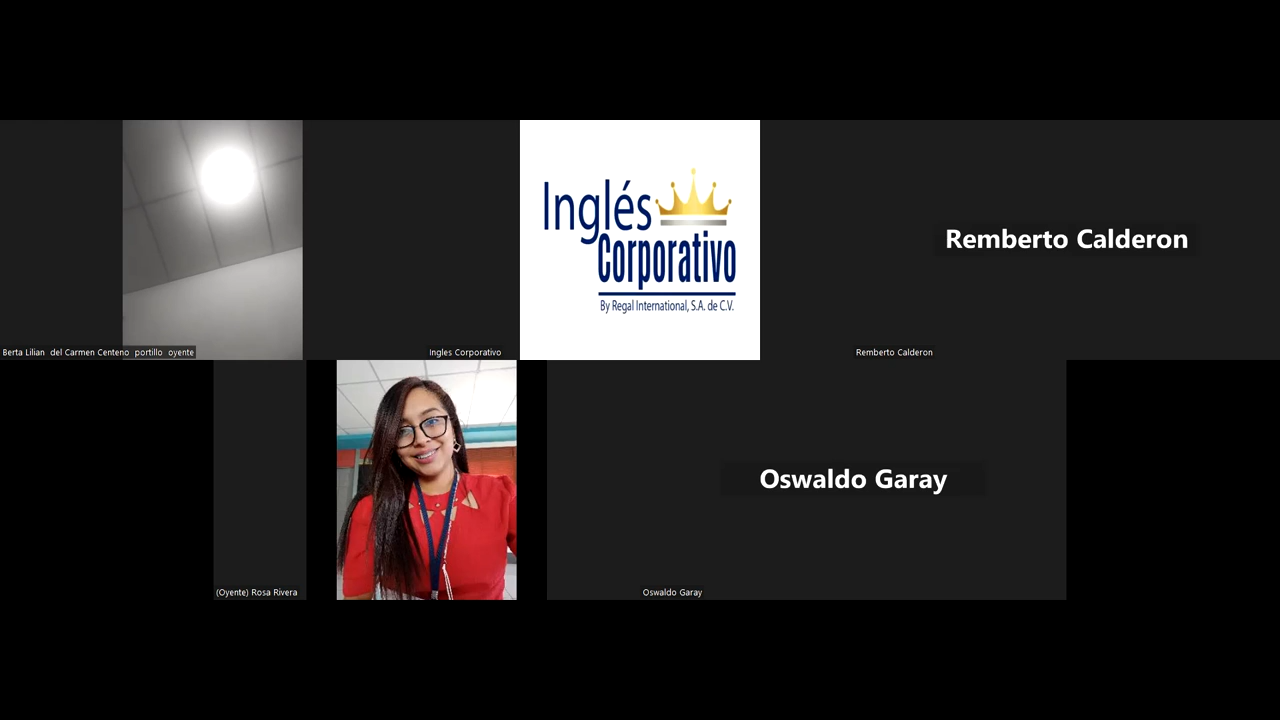 Inglés
Corporativo
By Regal International, S.A. de C.V.
Remberto Calderon
Berta Lilian del Carmen Centeno portillo oyente
Ingles Corporativo
Remberto Calderon
Oswaldo Garay
(Oyente) Rosa Rivera
Oswaldo Garay